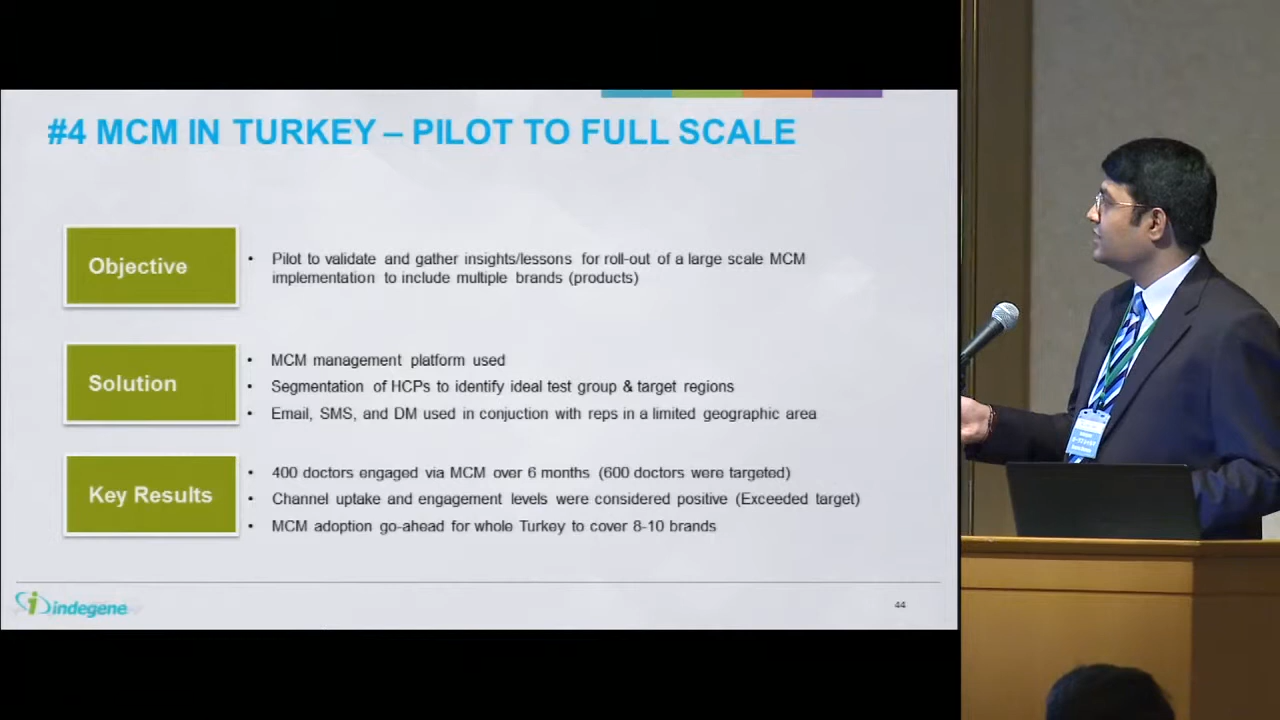 #4 MCM IN TURKEY – PILOT TO FULL SCALE
Objective
• Pilot to validate and gather insights/lessons for roll-out of a large scale MCM
implementation to include multiple brands (products)
Solution
• MCM management platform used
• Segmentation of HCPs to identify ideal test group & target regions
• Email, SMS, and DM used in conjuction with reps in a limited geographic area
Key Results
• 400 doctors engaged via MCM over 6 months (600 doctors were targeted)
• Channel uptake and engagement levels were considered positive (Exceeded target)
• MCM adoption go-ahead for whole Turkey to cover 8-10 brands
indegene
44